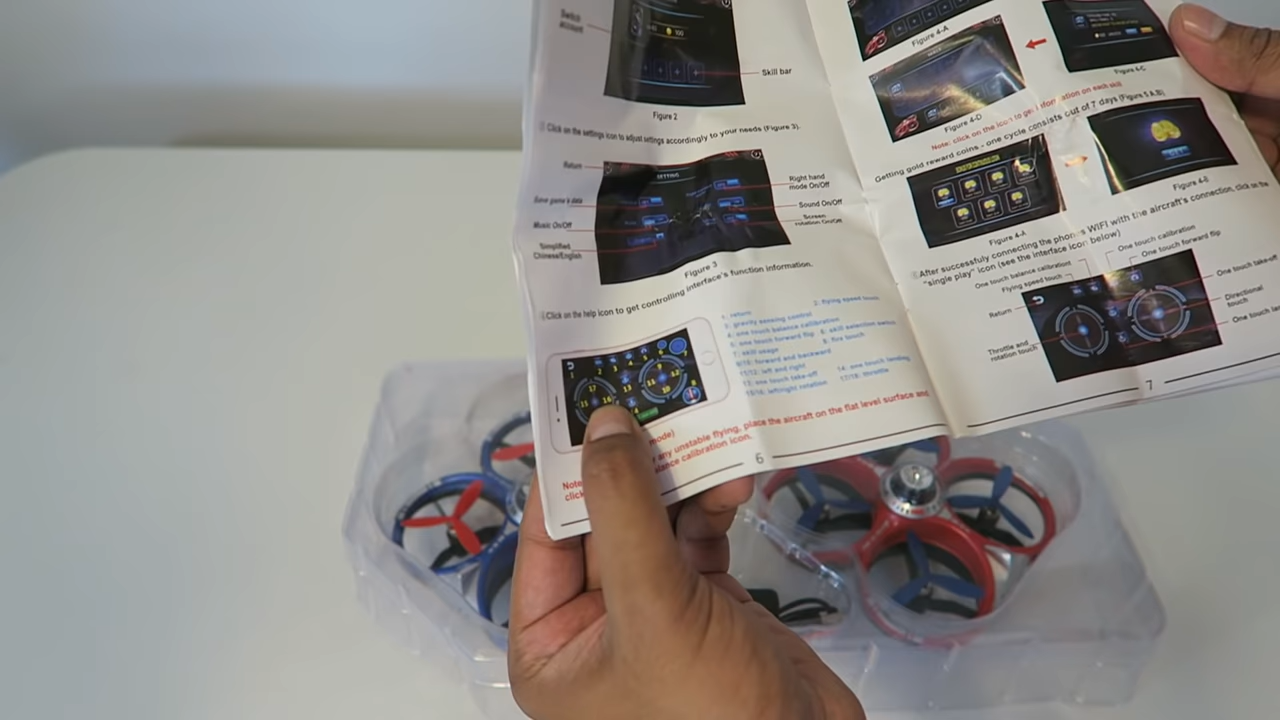 Switch
account
Skill bar
Figure 2
Click on the settings icon to adjust settings accordingly to your needs (Figure 3).
Return
SETTING
Right hand
mode On/Off
Save game's data
Sound On/Off
Music On/Off
Screen
rotation On/Off
Simplified
Chinese/English
Figure 3
Click on the help icon to get controlling interface's function information.
1: return
2: flying speed touch
3: gravity sensing control
4: one touch balance callibration
5: one touch forward flip 6: skill selection switch
7: skill usage
8: fire touch
9/10: forward and backward
11/12: left and right
13: one touch take-off
14: one touch landing
15/16: left/right rotation
17/18: throttle
mode)
Note
any unstable flying, place the aircraft on the flat level surface and
click
alance calibration icon.
6
Figure 4-A
Figure 4-C
Figure 4-D
Note: click on the icon to get information on each skill
Getting gold reward coins - one cycle consists out of 7 days (Figure 5 A,B)
Figure 4-A
Figure 4-B
After successfuly connecting the phones WIFI with the aircraft's connection, click on the
"single play" icon (see the interface icon below)
One touch calibration
One touch balance calibrationt
One touch forward flip
Flying speed touch
One touch take-off
Return
Directional
touch
One touch la
Throttle and
rotation touch
7